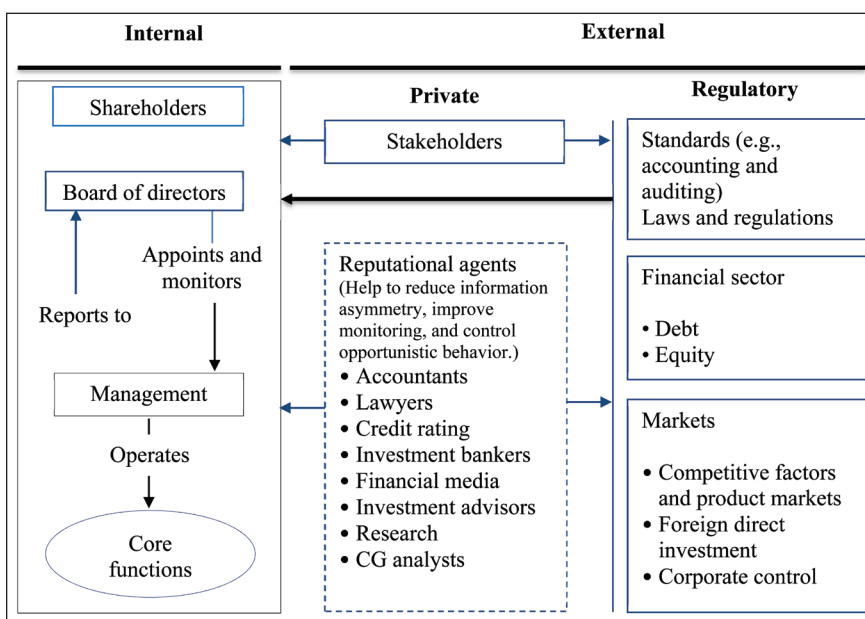 Internal
External
Private
Regulatory
Shareholders
Board of directors
Appoints and
monitors
Reports to
Management
Operates
Core
functions
Stakeholders
Reputational agents
(Help to reduce information
asymmetry, improve
monitoring, and control
opportunistic behavior.)
• Accountants
• Lawyers
• Credit rating
• Investment bankers
• Financial media
• Investment advisors
• Research
• CG analysts
Standards (e.g.,
accounting and
auditing)
Laws and regulations
Financial sector
• Debt
• Equity
Markets
• Competitive factors
and product markets
• Foreign direct
investment
• Corporate control